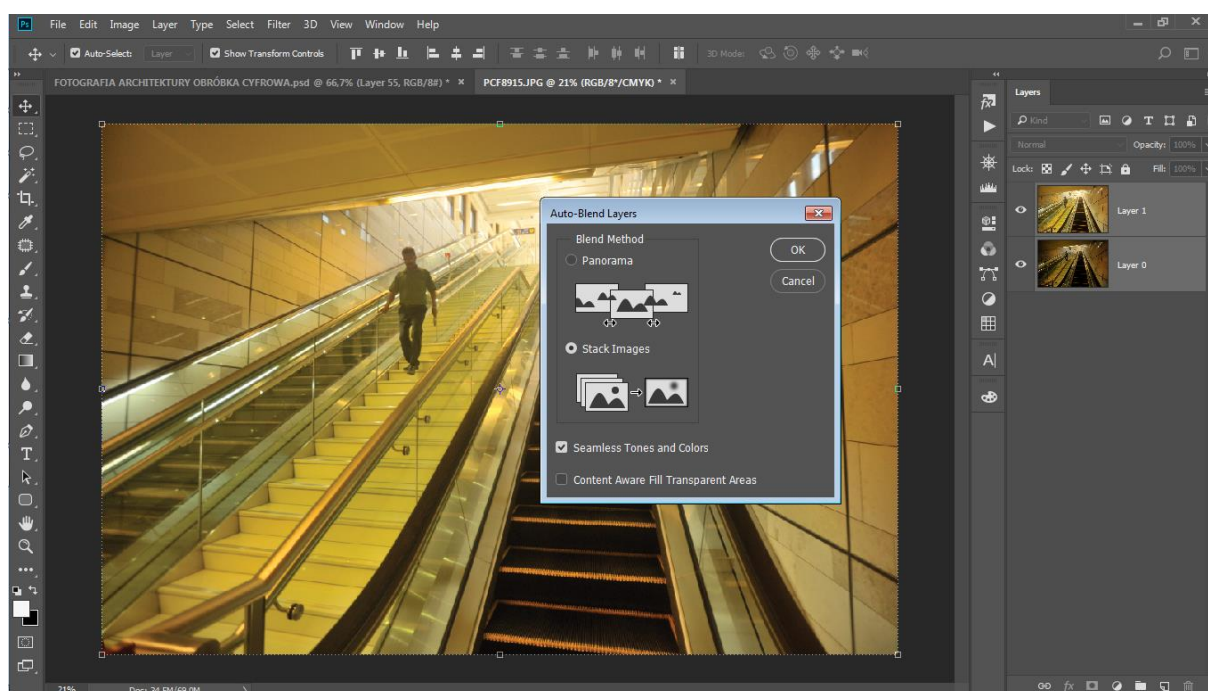 Ps File Edit Image Layer Type Select Filter 3D View Window Help
Auto-Select: Layer Show Transform Controls 3D Mode:
FOTOGRAFIA ARCHITEKTURY OBRÓBKA CYFROWA.psd @ 66,7% (Layer 55, RGB/8#) * × PCF8915.JPG @ 21% (RGB/8*/CMYK) * ×
Layers
Kind
Normal Opacity: 100%
Lock: Fill: 100%
Layer 1
Layer 0
Auto-Blend Layers
Blend Method
Panorama
Stack Images
Seamless Tones and Colors
Content Aware Fill Transparent Areas
OK
Cancel
21%